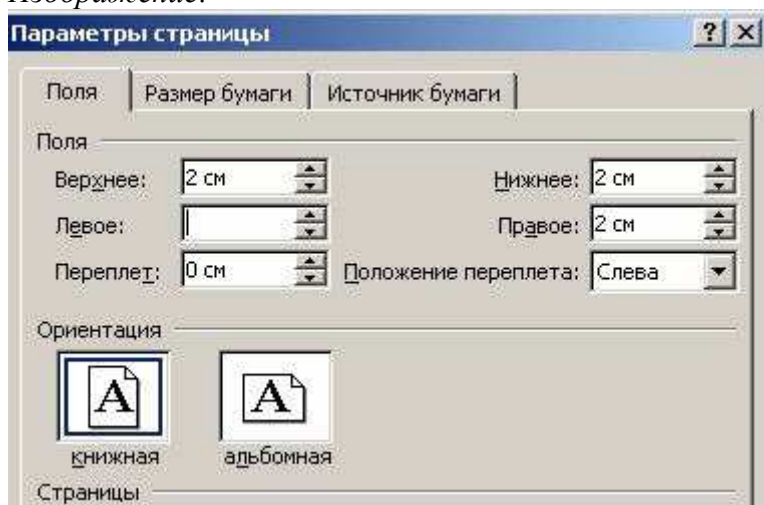 Изображение.
Параметры страницы
Поля Размер бумаги Источник бумаги
Поля
Верхнее: 2 см Нижнее: 2 см
Левое: Правое: 2 см
Переплет: 0 см Положение переплета: Слева
Ориентация
A A
книжная альбомная
Страницы